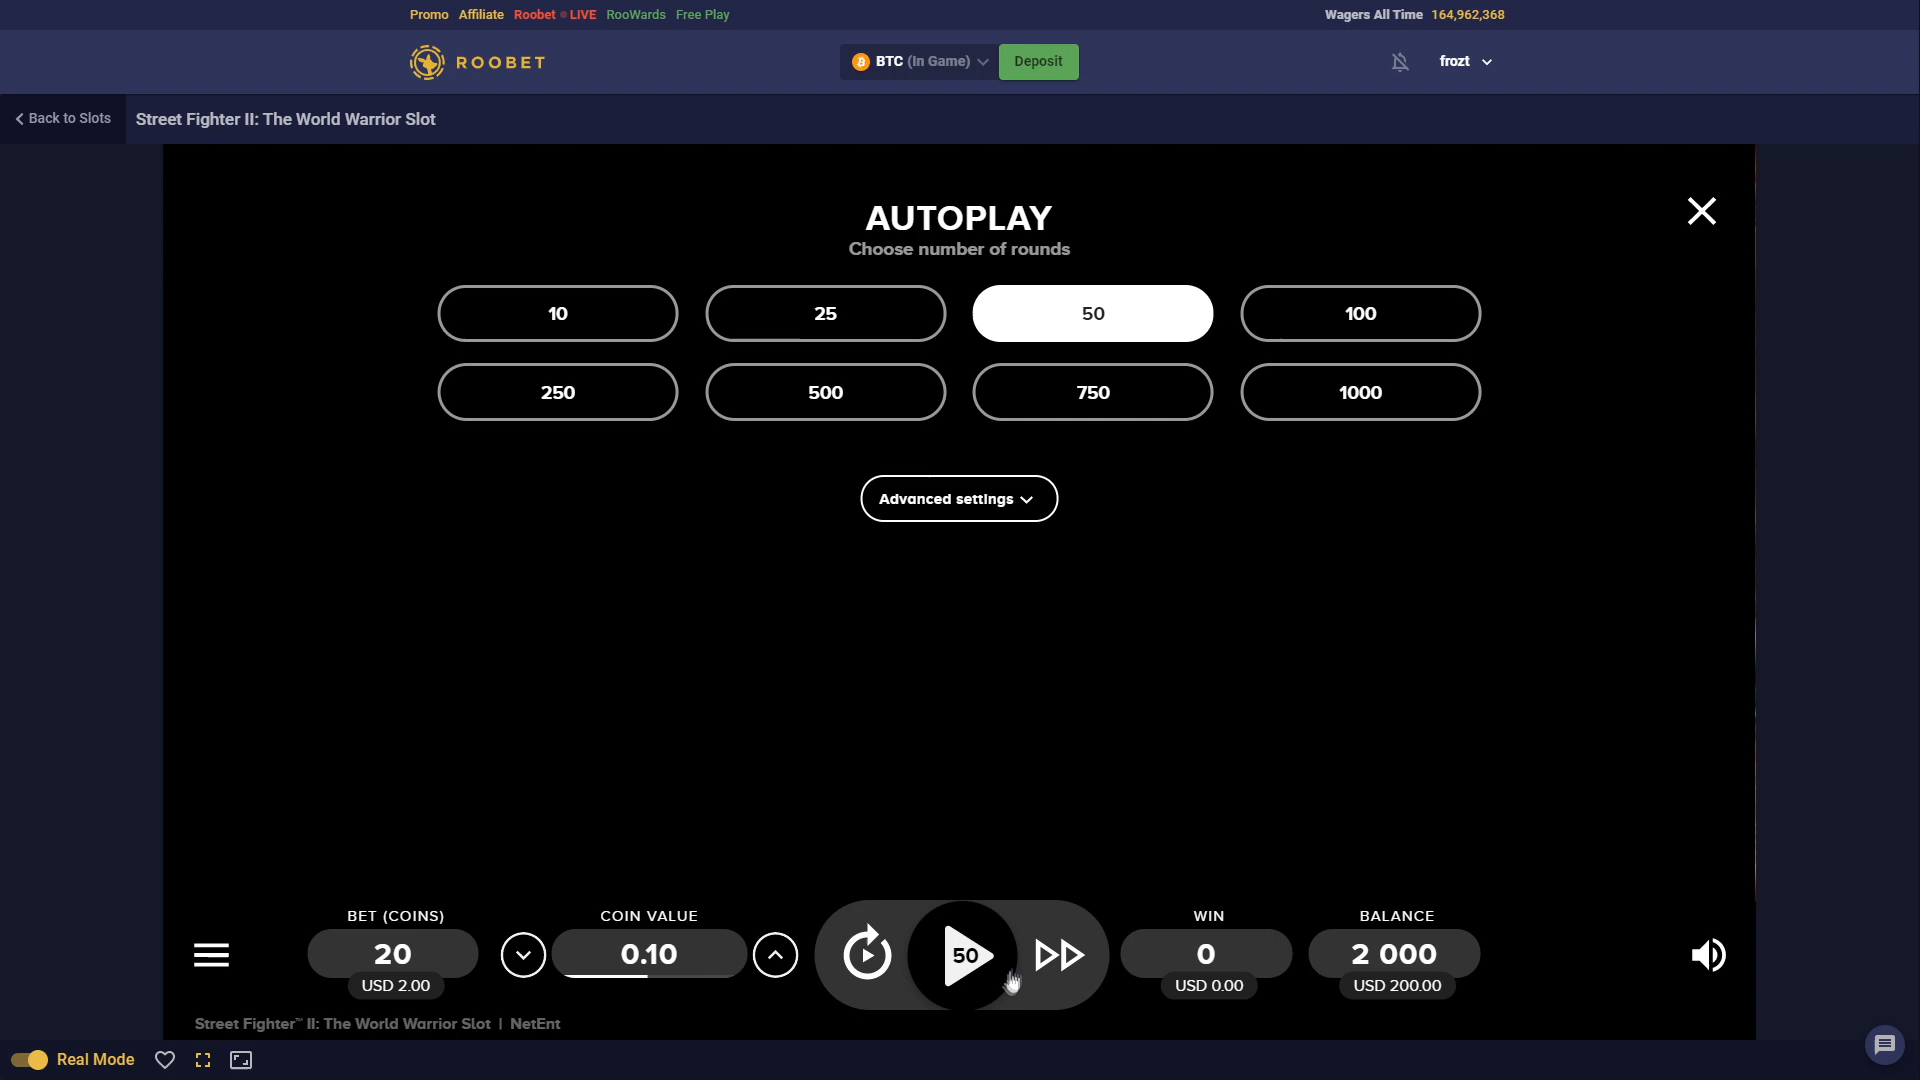 Promo Affiliate Roobet LIVE RooWards Free Play
Wagers All Time 164,962,368
ROOBET
BTC (In Game)
Deposit
frozt
Back to Slots
Street Fighter II: The World Warrior Slot
AUTOPLAY
Choose number of rounds
10 25 50 100
250 500 750 1000
Advanced settings
BET (COINS) COIN VALUE WIN BALANCE
20 0.10 50 0 2 000
USD 2.00 USD 0.00 USD 200.00
Street Fighter™ II: The World Warrior Slot | NetEnt
Real Mode